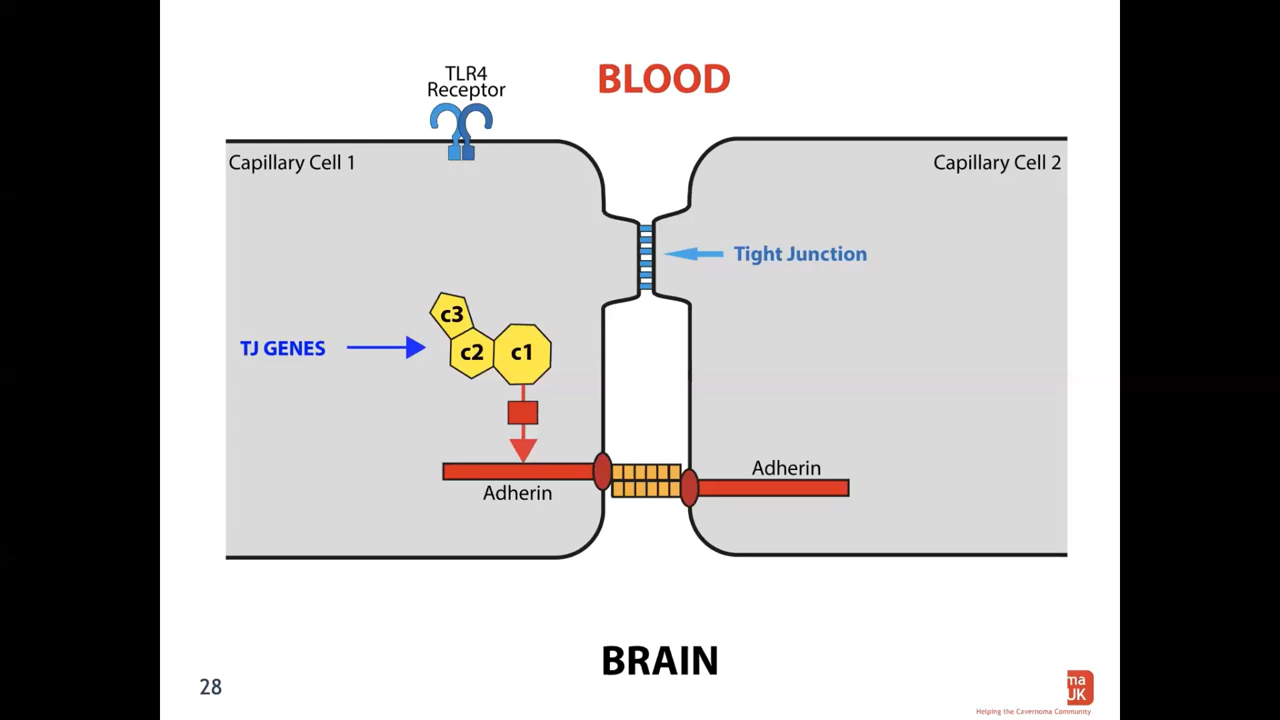 TLR4
Receptor
BLOOD
Capillary Cell 1
Capillary Cell 2
Tight Junction
c3
TJ GENES
c2
c1
Adherin
Adherin
BRAIN
28
ma
UK
Helping the Cavernoma Community